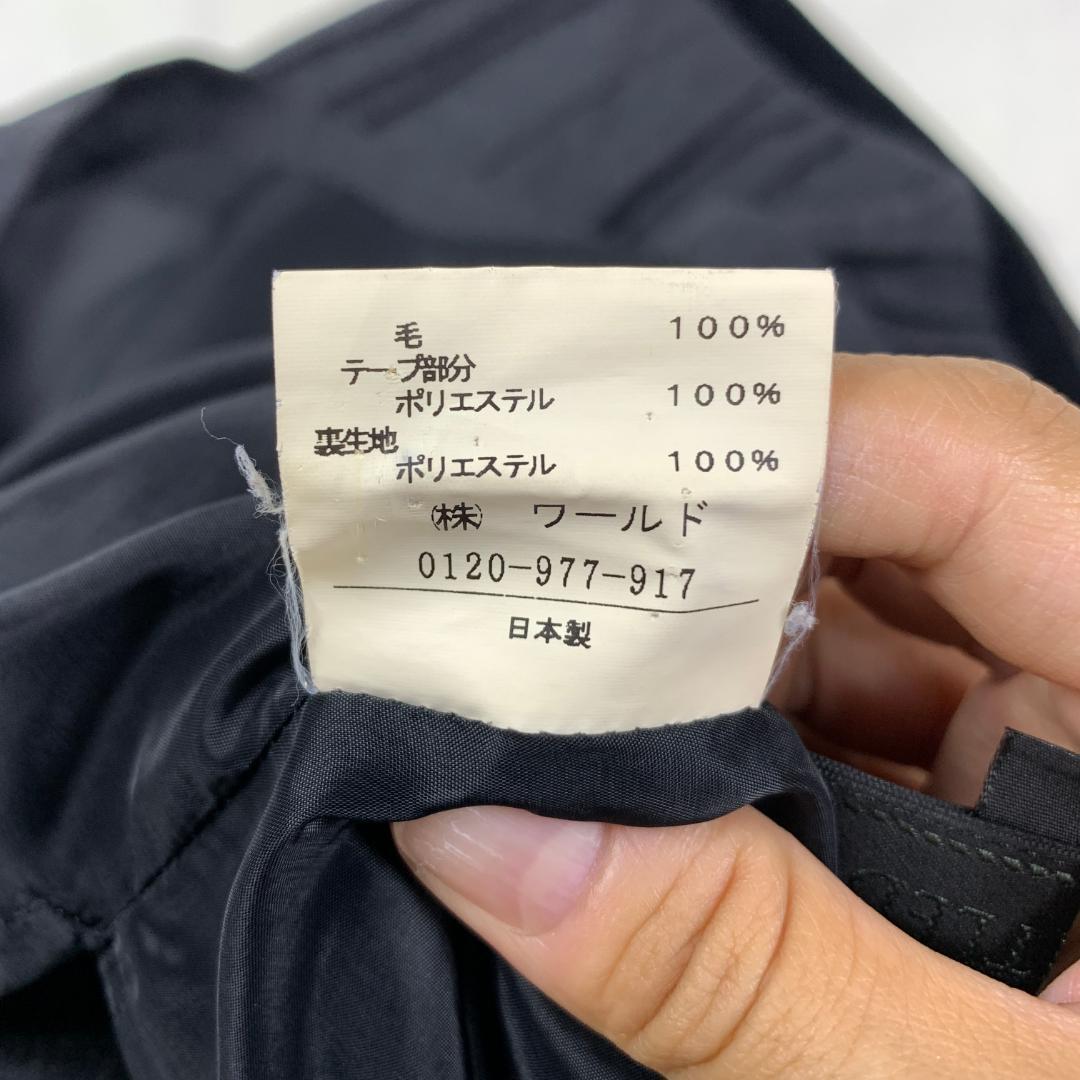 毛 100%
テープ部分
ポリエステル 100%
裏生地
ポリエステル 100%
㈱ ワールド
0120-977-917
日本製